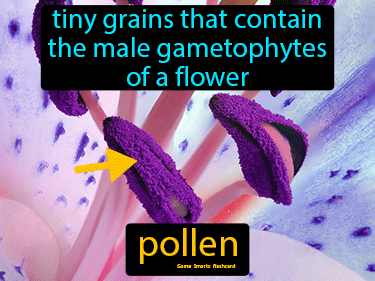 tiny grains that contain
the male gametophytes
of a flower
pollen
Game Smartz flashcard